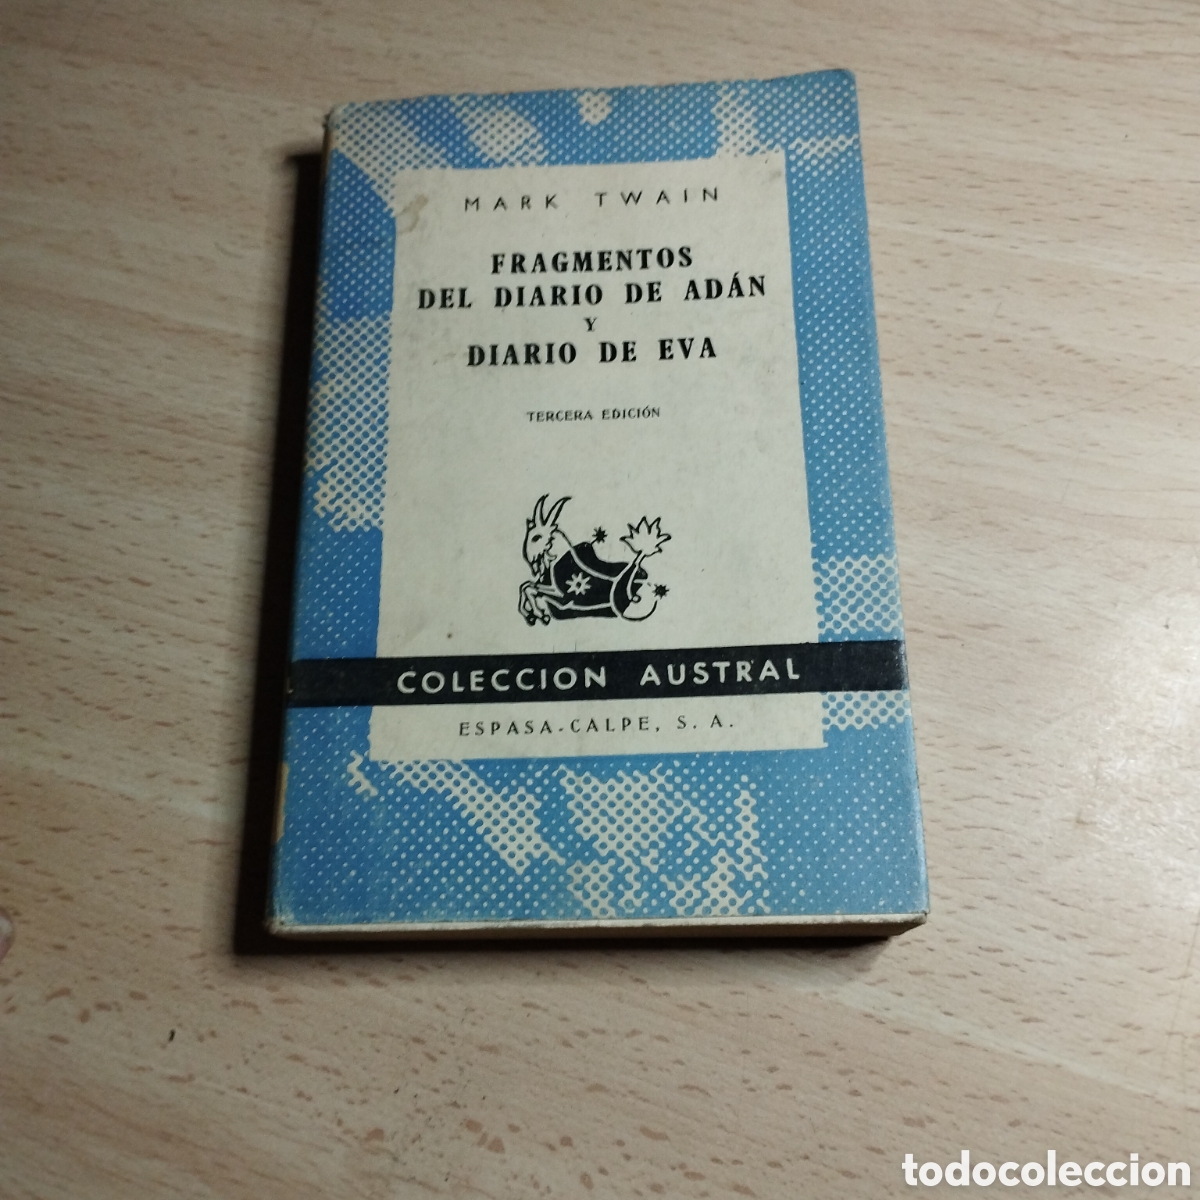 MARK TWAIN
FRAGMENTOS
DEL DIARIO DE ADÁN
Y
DIARIO DE EVA
TERCERA EDICIÓN
COLECCION AUSTRAL
ESPASA-CALPE, S. A.
todocoleccion